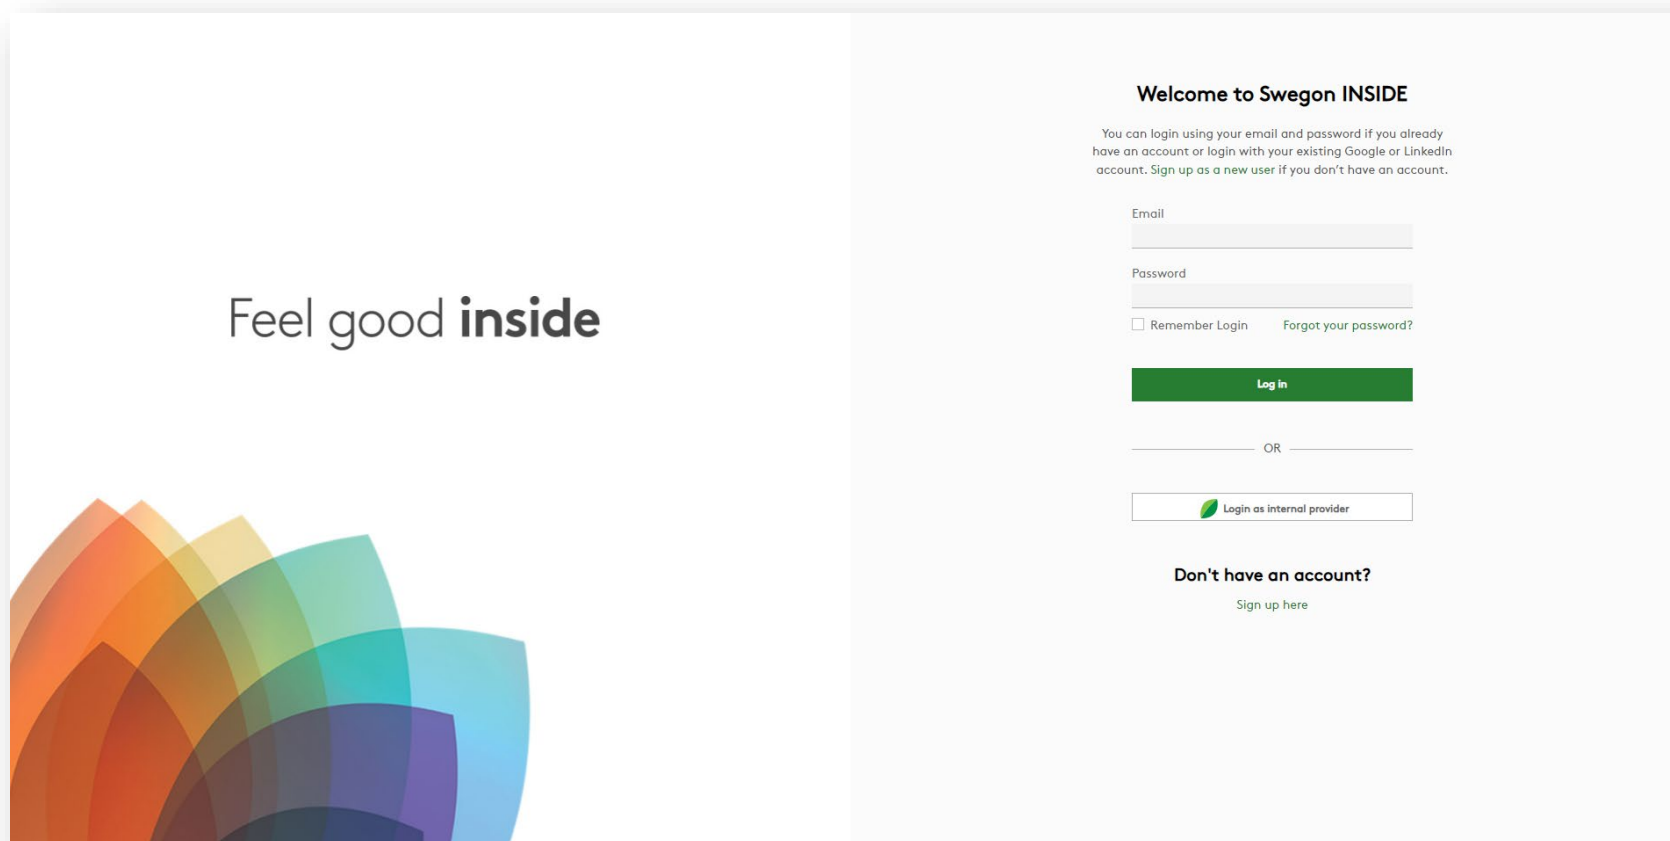 Feel good inside
Welcome to Swegon INSIDE
You can login using your email and password if you already
have an account or login with your existing Google or LinkedIn
account. Sign up as a new user if you don’t have an account.
Email
Password
Remember Login Forgot your password?
Log in
OR
Login as internal provider
Don't have an account?
Sign up here